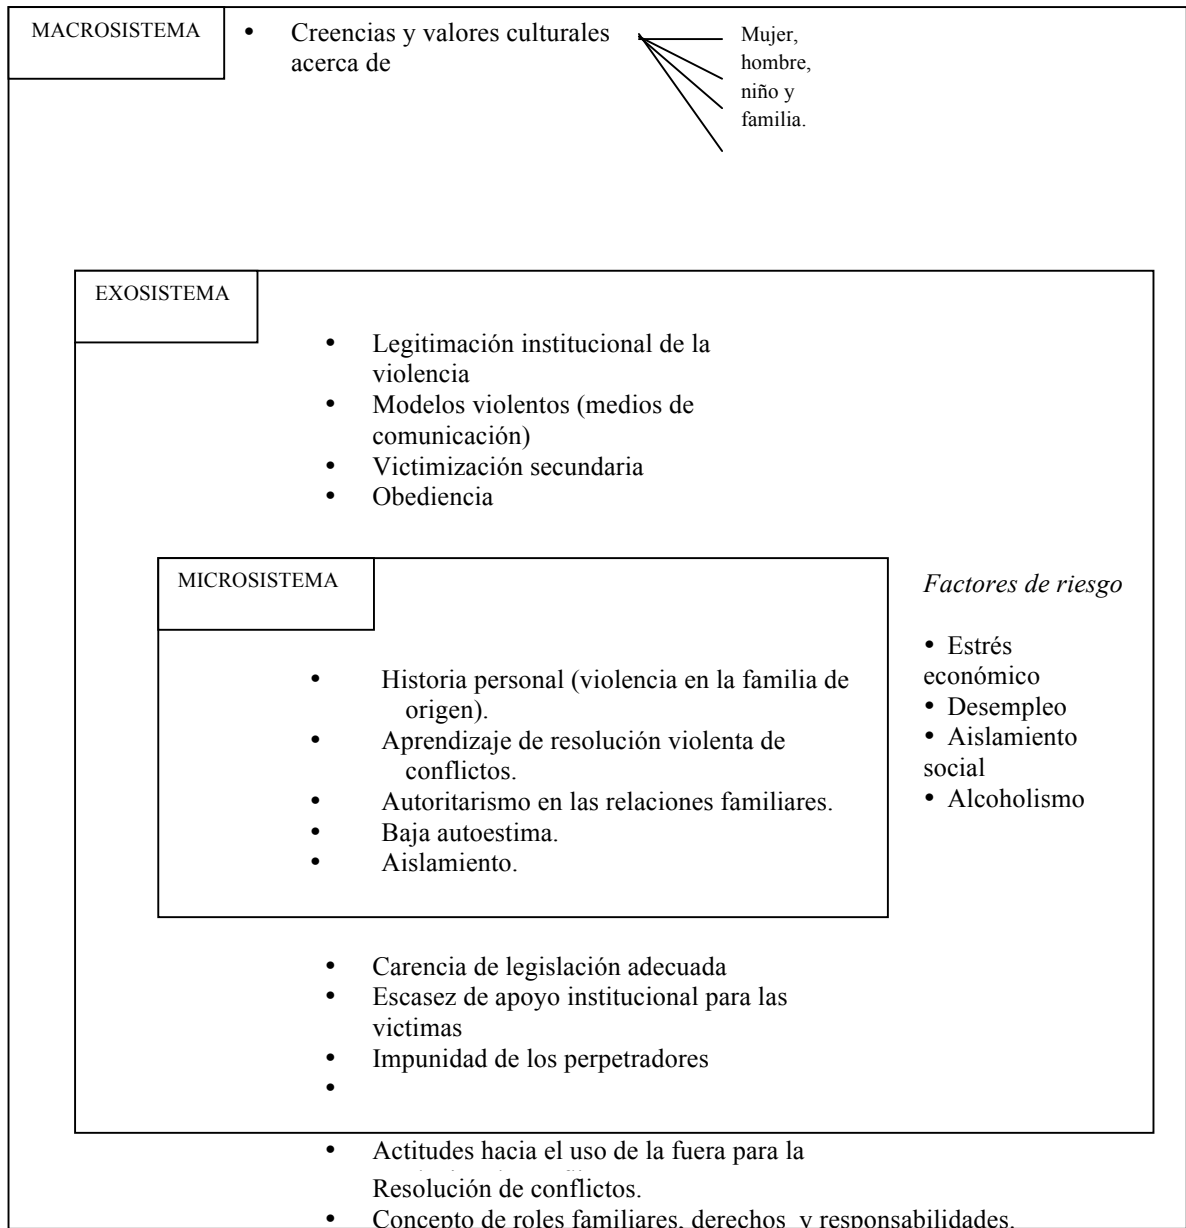 MACROSISTEMA
• Creencias y valores culturales
acerca de
Mujer,
hombre,
niño y
familia.
EXOSISTEMA
• Legitimación institucional de la
violencia
• Modelos violentos (medios de
comunicación)
• Victimización secundaria
• Obediencia
MICROSISTEMA
• Historia personal (violencia en la familia de
origen).
• Aprendizaje de resolución violenta de
conflictos.
• Autoritarismo en las relaciones familiares.
• Baja autoestima.
• Aislamiento.
Factores de riesgo
• Estrés
económico
• Desempleo
• Aislamiento
social
• Alcoholismo
• Carencia de legislación adecuada
• Escasez de apoyo institucional para las
victimas
• Impunidad de los perpetradores
•
• Actitudes hacia el uso de la fuera para la
Resolución de conflictos.
• Concepto de roles familiares, derechos y responsabilidades.